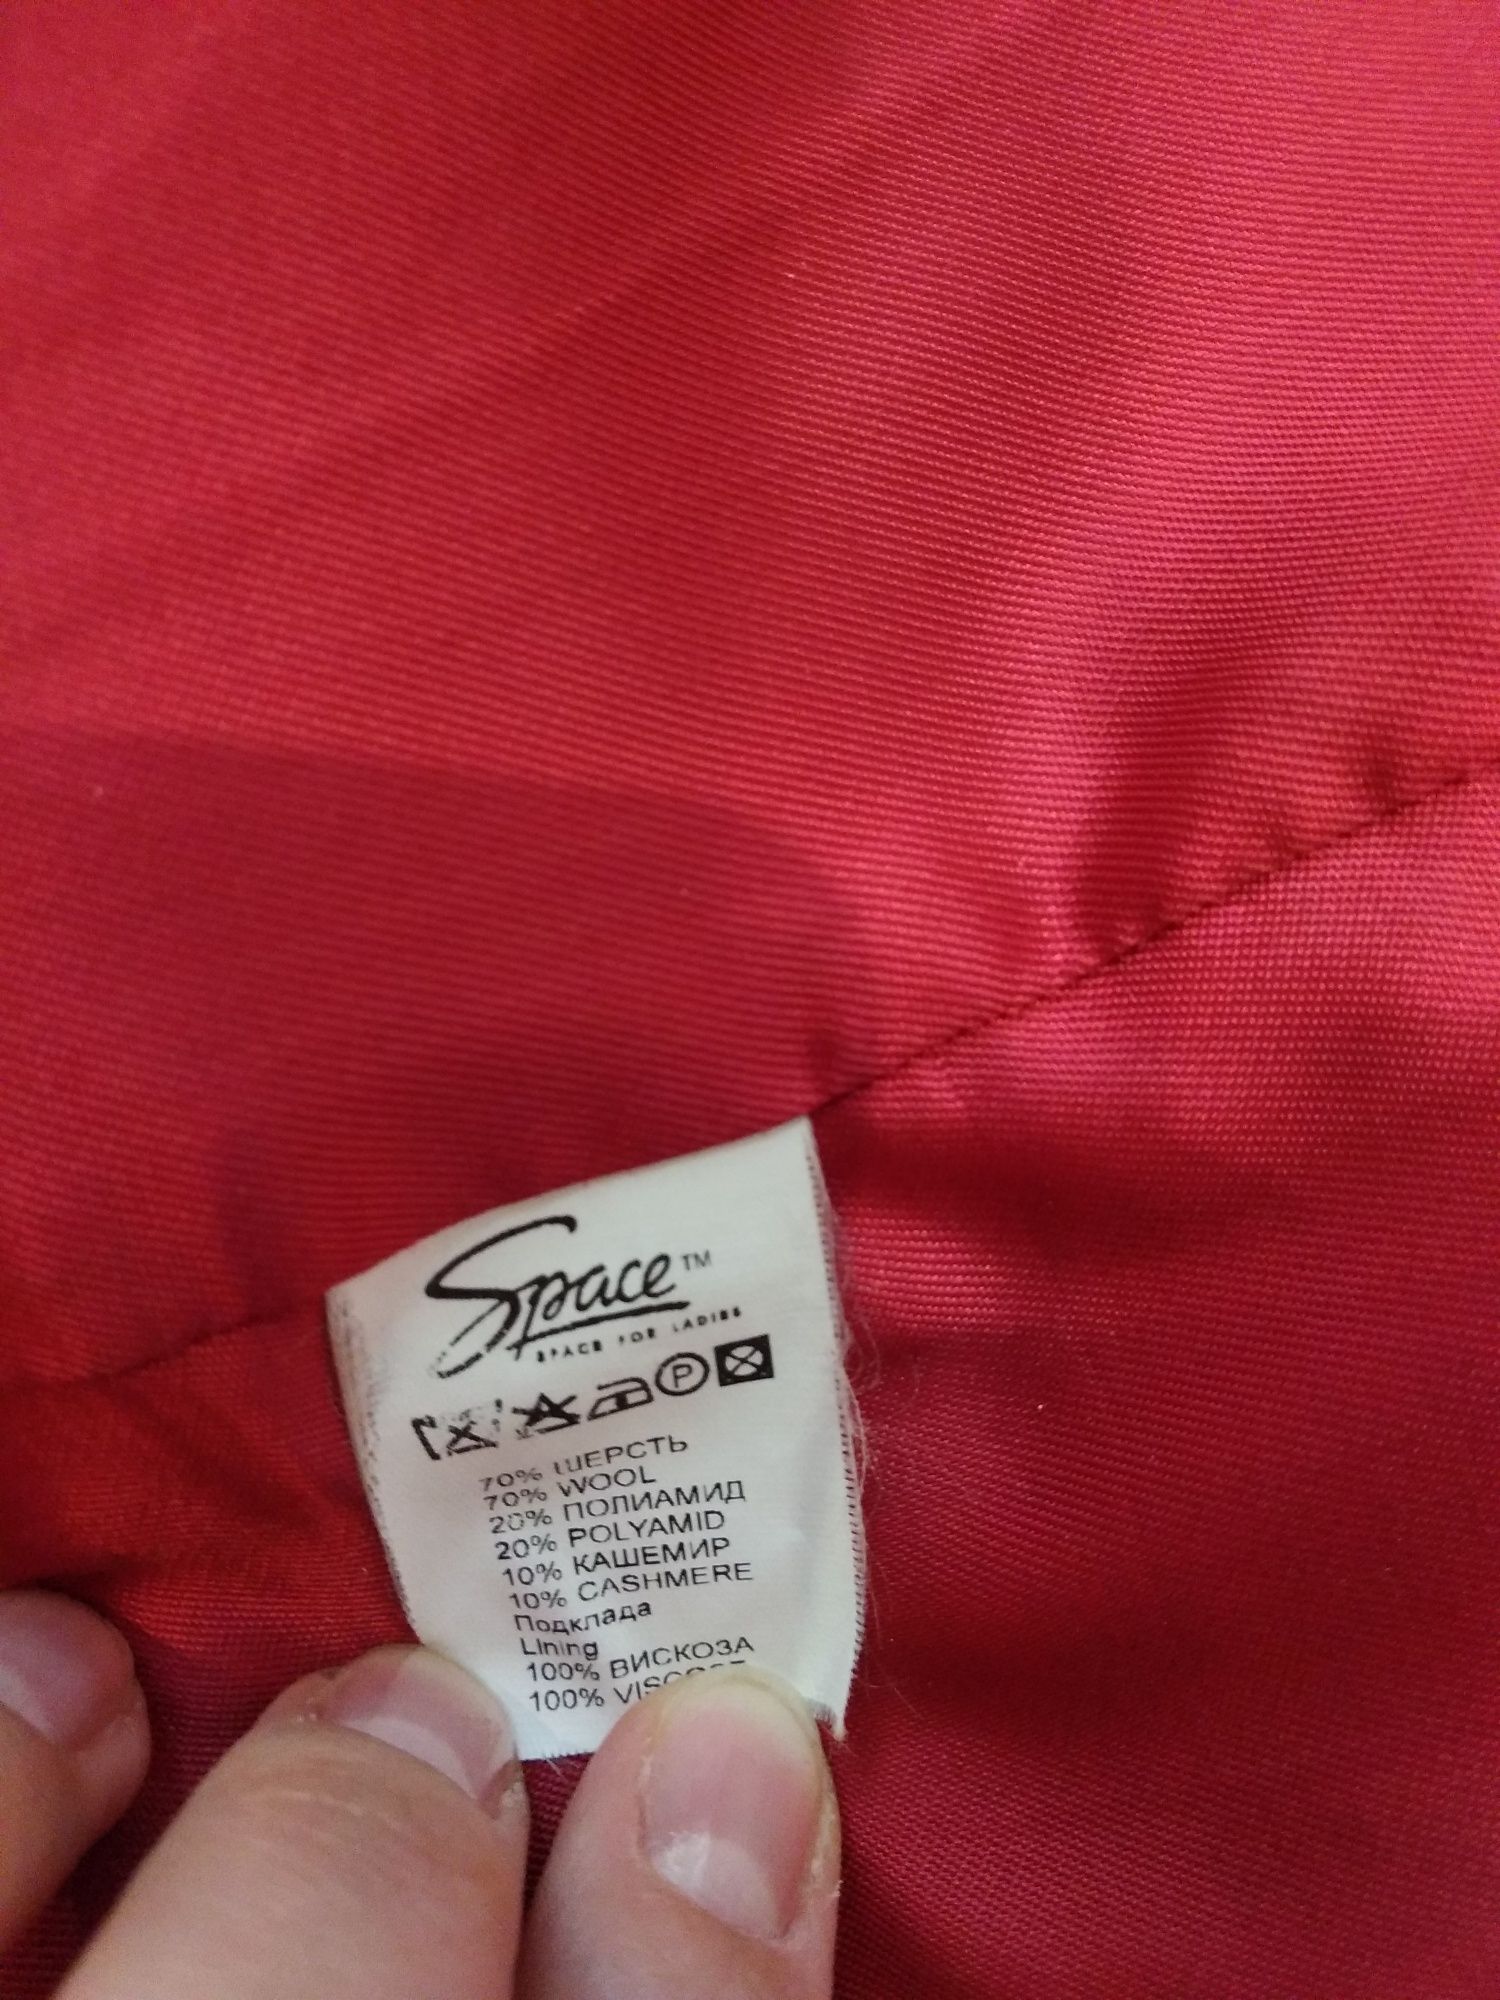 Space™
SPACE FOR LADIES
P
70% ШЕРСТЬ
70% WOOL
20% ПОЛИАМИД
20% POLYAMID
10% КАШЕМИР
10% CASHMERE
Подклада
Lining
100% ВИСКОЗА
100%